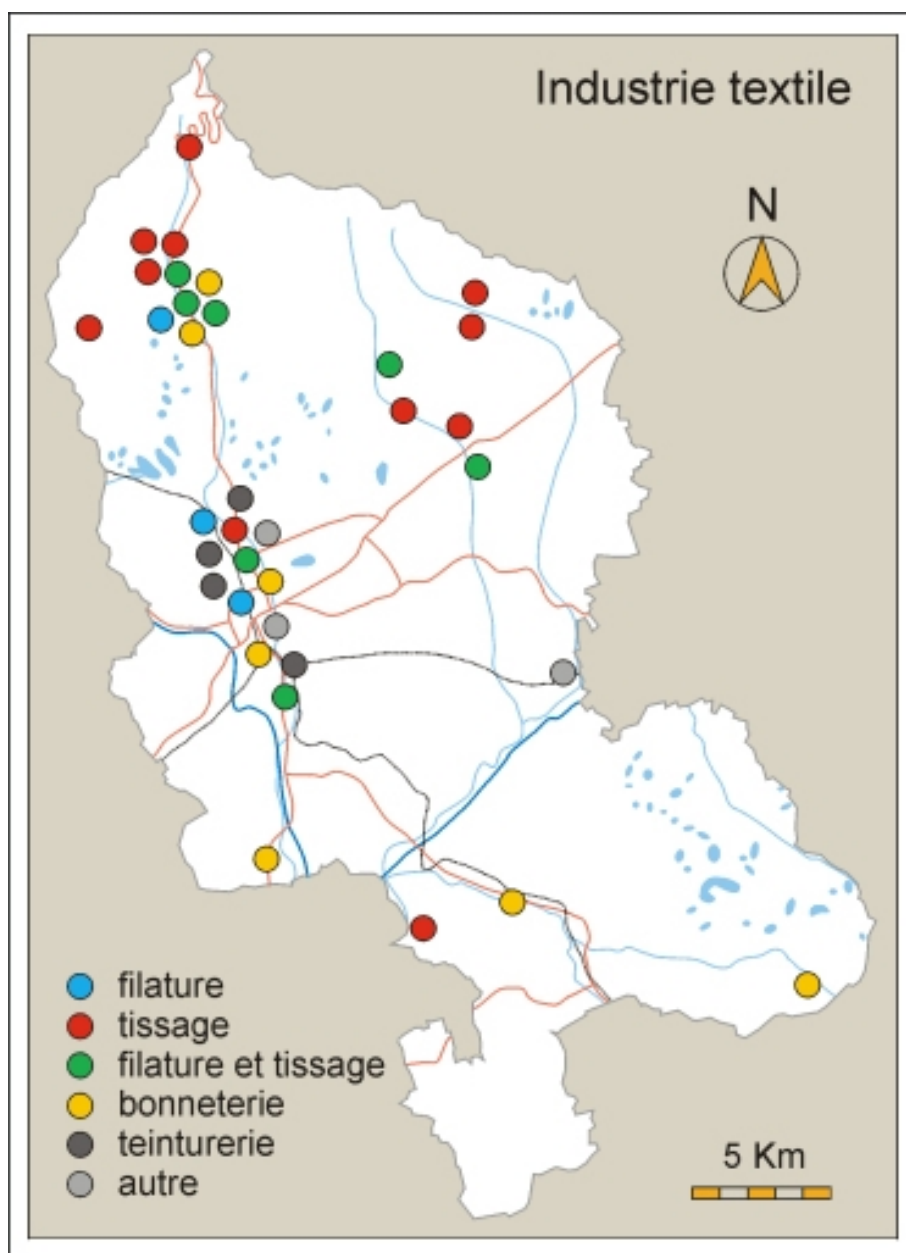 Industrie textile
N
filature
tissage
filature et tissage
bonneterie
teinturerie
autre
5 Km